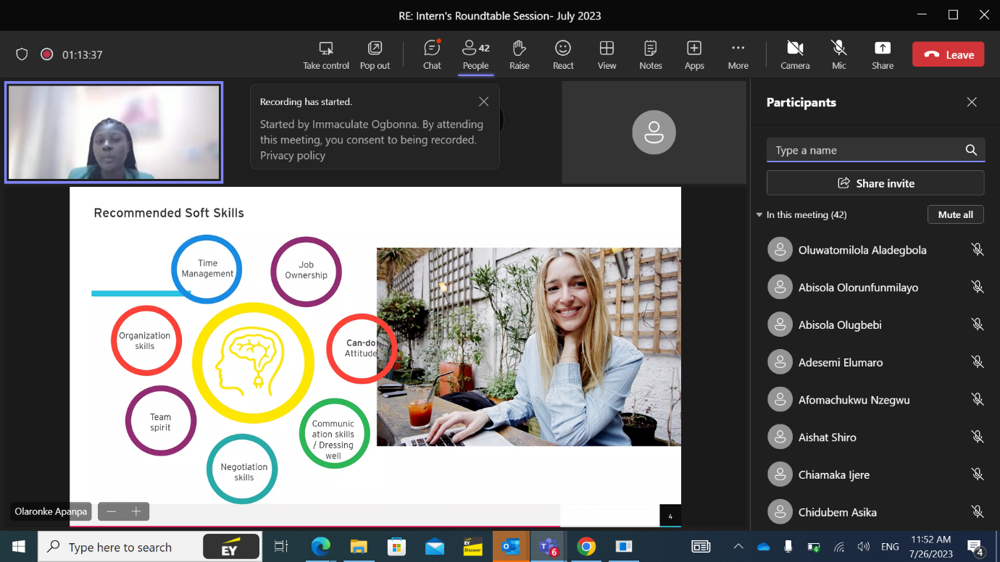 RE: Intern's Roundtable Session- July 2023
01:13:37
Take control
Pop out
Chat
42
People
Raise
React
View
Notes
Apps
More
Camera
Mic
Share
Leave
Recording has started.
Started by Immaculate Ogbonna. By attending
this meeting, you consent to being recorded.
Privacy policy
Participants
Type a name
Share invite
In this meeting (42)
Mute all
Oluwatomilola Aladegbola
Abisola Olorunfunmilayo
Abisola Olugbebi
Adesemi Elumaro
Afomachukwu Nzegwu
Aishat Shiro
Chiamaka Ijere
Chidubem Asika
Recommended Soft Skills
Time
Management
Job
Ownership
Organization
skills
Can-do
Attitude
Team
spirit
Communic
ation skills
/ Dressing
well
Negotiation
skills
Olaronke Apanpa
4
Type here to search
EY
EY
Discover
6
ENG
11:52 AM
7/26/2023
4